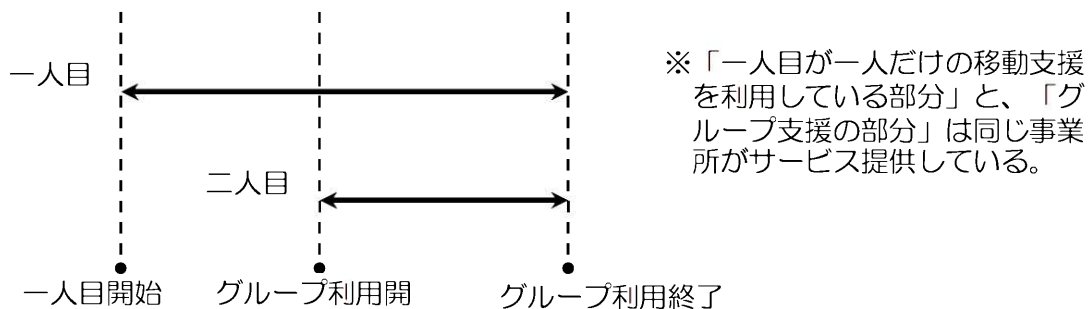 一人目
※「一人目が一人だけの移動支援
を利用している部分」と、「グ
ループ支援の部分」は同じ事業
所がサービス提供している。
二人目
一人目開始
グループ利用開
グループ利用終了